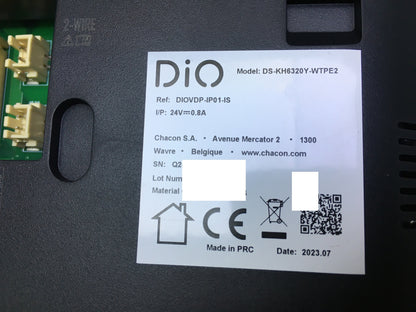 2-WIRE
DiO
Model: DS-KH6320Y-WTPE2
Ref: DIOVDP-IP01-IS
I/P: 24V⎓0.8A
Chacon S.A. • Avenue Mercator 2 • 1300
Wavre • Belgique • www.chacon.com
SN: Q2
Lot Num
Material
CE
Made in PRC
Date: 2023.07